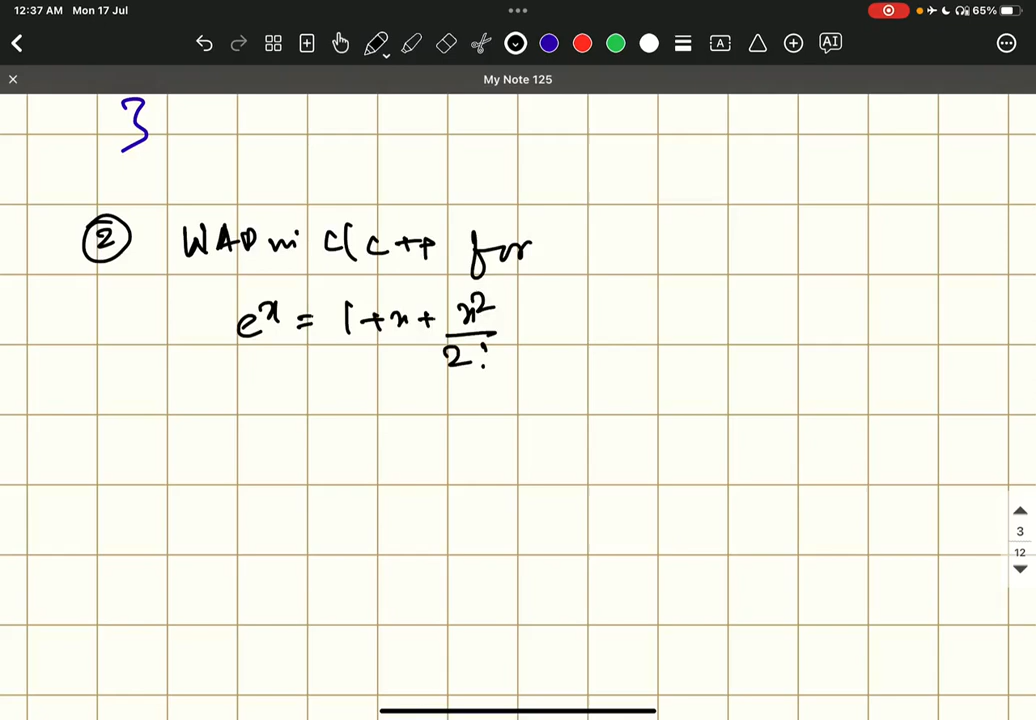 12:37 AM Mon 17 Jul
65%
A
AI
My Note 125
}
② WAP in C/C++ for
e^x = 1 + x + x^2/2!
3
12